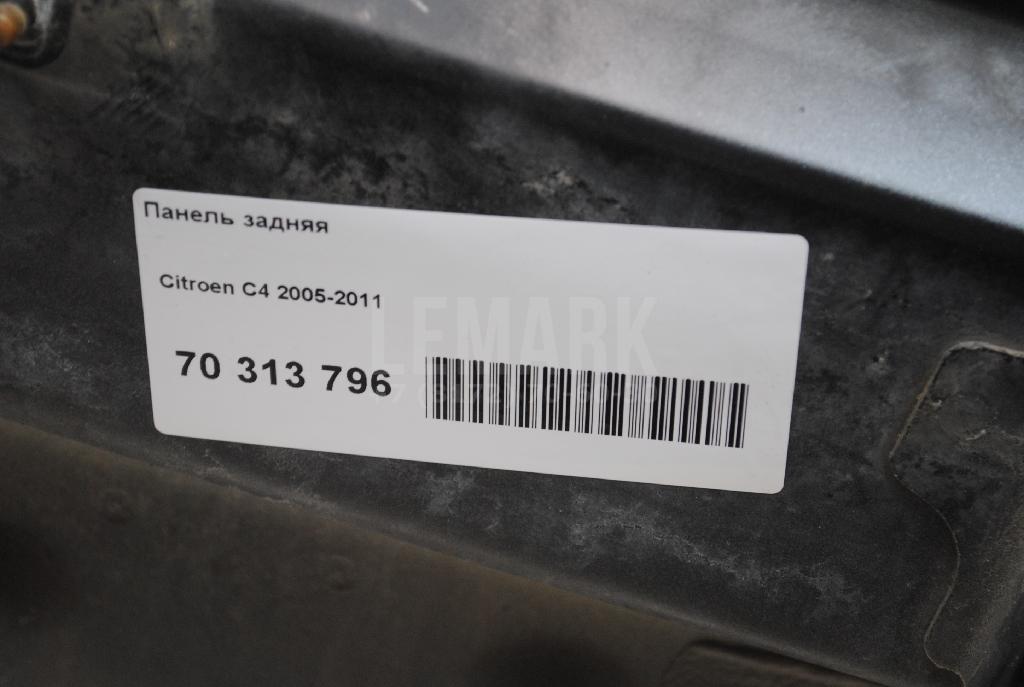 Панель задняя
Citroen C4 2005-2011
LEMARK
70 313 796